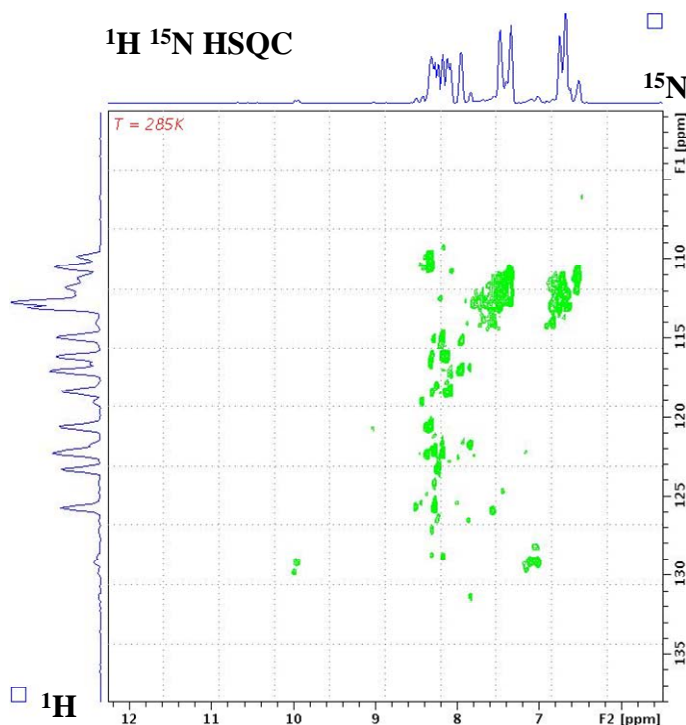 ¹H ¹⁵N HSQC
¹⁵N
T = 285K
F1 [ppm]
110
115
120
125
130
135
¹H
12 11 10 9 8 7 F2 [ppm]